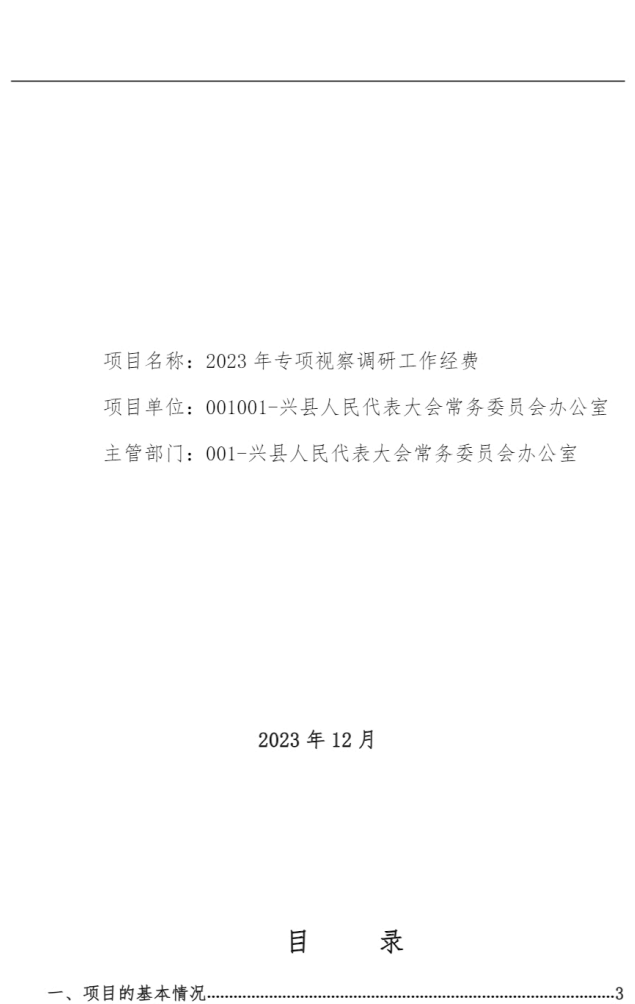 项目名称：2023 年专项视察调研工作经费
项目单位：001001-兴县人民代表大会常务委员会办公室
主管部门：001-兴县人民代表大会常务委员会办公室
2023 年 12 月
目 录
一、项目的基本情况........................................3